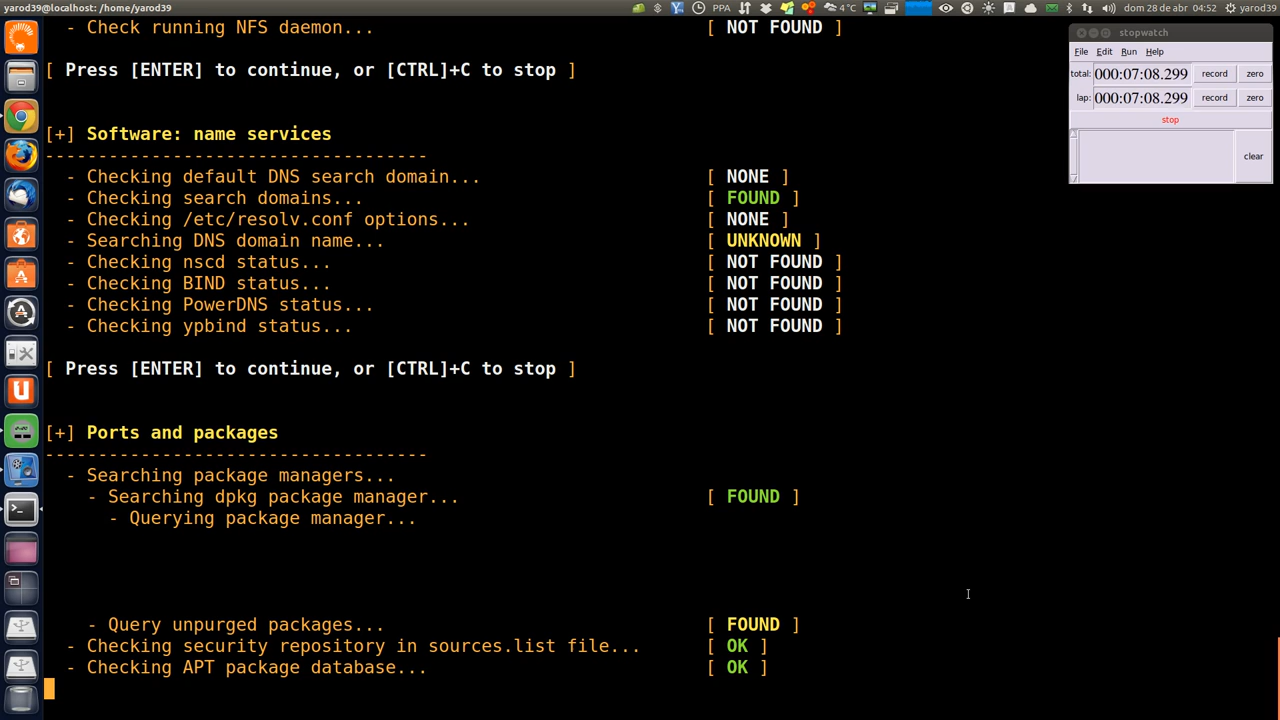 yarod39@localhost: /home/yarod39
PPA
4°C
A
dom 28 de abr 04:52
yarod39
- Check running NFS daemon... [ NOT FOUND ]
[ Press [ENTER] to continue, or [CTRL]+C to stop ]
[+] Software: name services
------------------------------------
- Checking default DNS search domain... [ NONE ]
- Checking search domains... [ FOUND ]
- Checking /etc/resolv.conf options... [ NONE ]
- Searching DNS domain name... [ UNKNOWN ]
- Checking nscd status... [ NOT FOUND ]
- Checking BIND status... [ NOT FOUND ]
- Checking PowerDNS status... [ NOT FOUND ]
- Checking ypbind status... [ NOT FOUND ]
[ Press [ENTER] to continue, or [CTRL]+C to stop ]
[+] Ports and packages
------------------------------------
- Searching package managers...
- Searching dpkg package manager... [ FOUND ]
- Querying package manager...
- Query unpurged packages... [ FOUND ]
- Checking security repository in sources.list file... [ OK ]
- Checking APT package database... [ OK ]
stopwatch
File Edit Run Help
total: 000:07:08.299 record zero
lap: 000:07:08.299 record zero
stop
clear